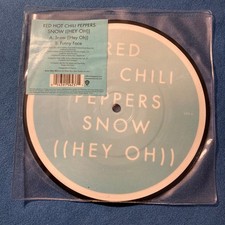 RED HOT CHILI PEPPERS
SNOW (HEY OH)
A. Snow (Hey Oh)
B. Funny Face
RED
CHILI
PEPPERS
SNOW
((HEY OH))